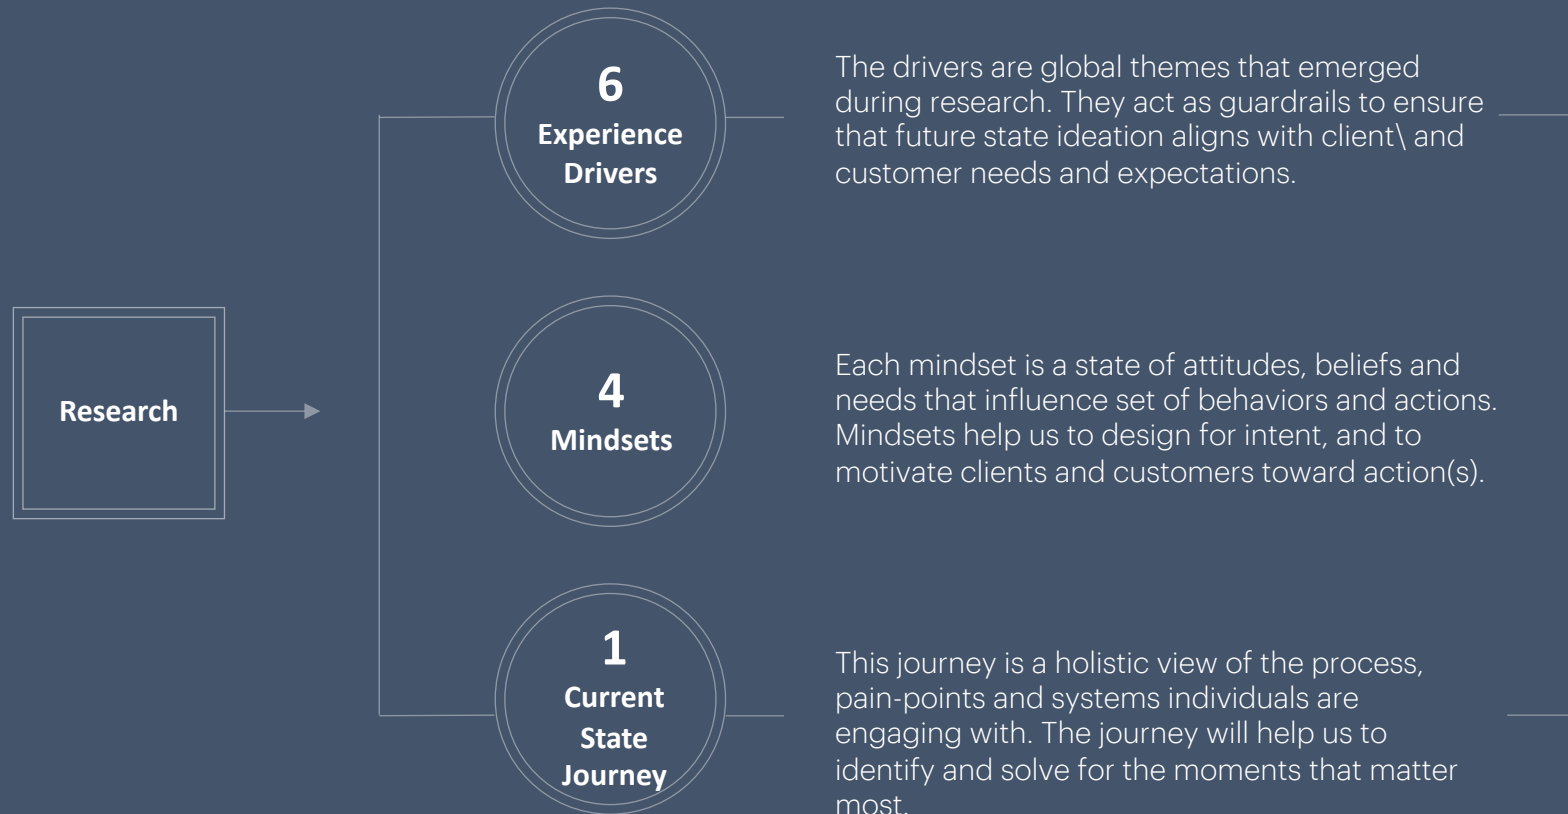 Research
6
Experience
Drivers
The drivers are global themes that emerged
during research. They act as guardrails to ensure
that future state ideation aligns with client\ and
customer needs and expectations.
4
Mindsets
Each mindset is a state of attitudes, beliefs and
needs that influence set of behaviors and actions.
Mindsets help us to design for intent, and to
motivate clients and customers toward action(s).
1
Current
State
Journey
This journey is a holistic view of the process,
pain-points and systems individuals are
engaging with. The journey will help us to
identify and solve for the moments that matter
most.